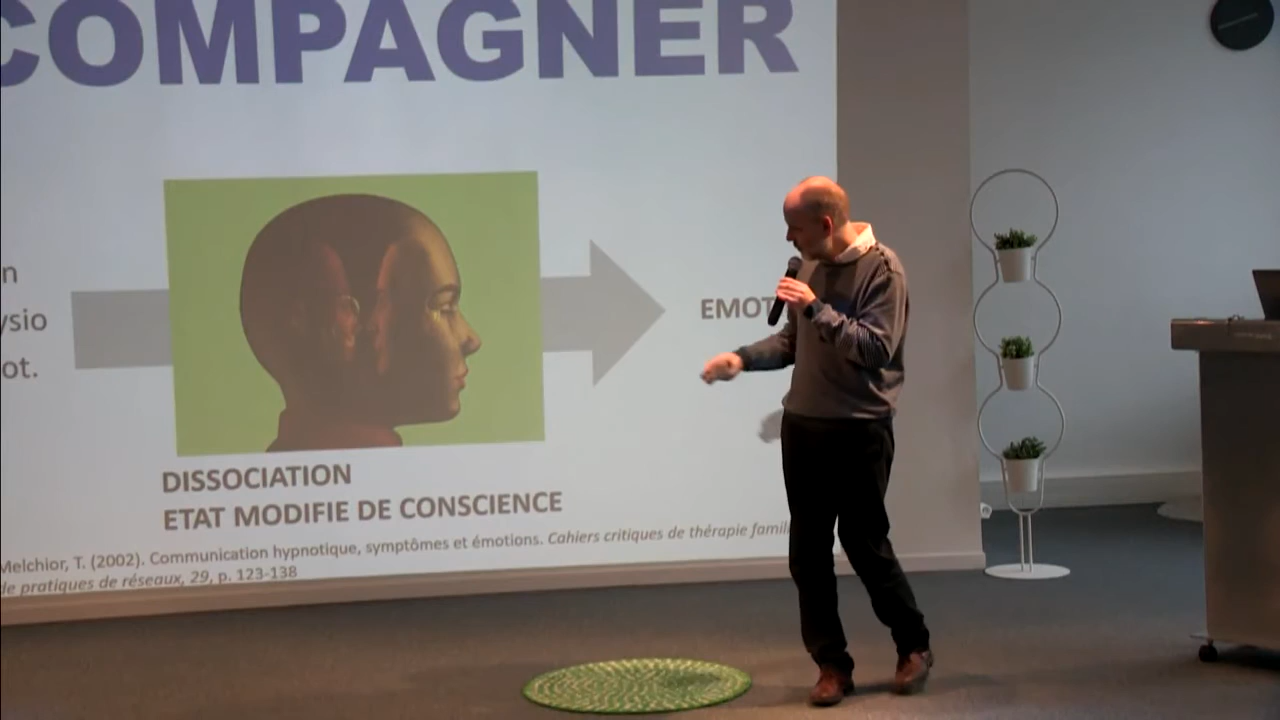 COMPAGNER
ysio
ot.
EMOT
DISSOCIATION
ETAT MODIFIE DE CONSCIENCE
Melchior, T. (2002). Communication hypnotique, symptômes et émotions. Cahiers critiques de thérapie famili
de pratiques de réseaux, 29, p. 123-138